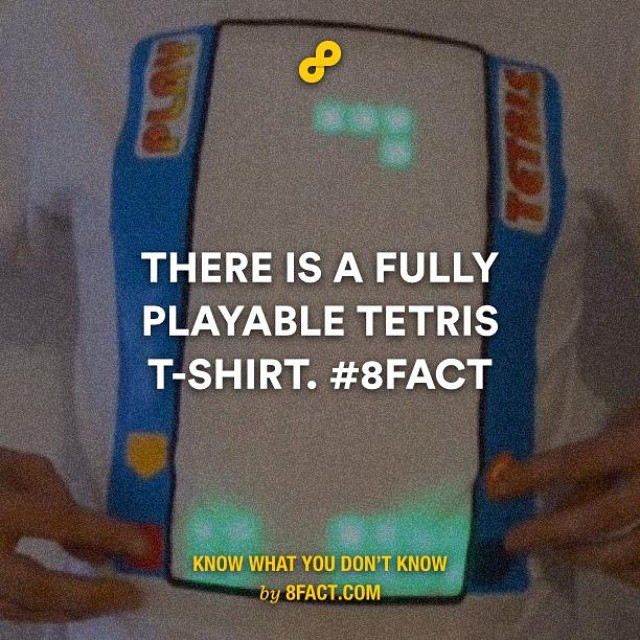 PLAY
TETRIS
THERE IS A FULLY
PLAYABLE TETRIS
T-SHIRT. #8FACT
KNOW WHAT YOU DON'T KNOW
by 8FACT.COM